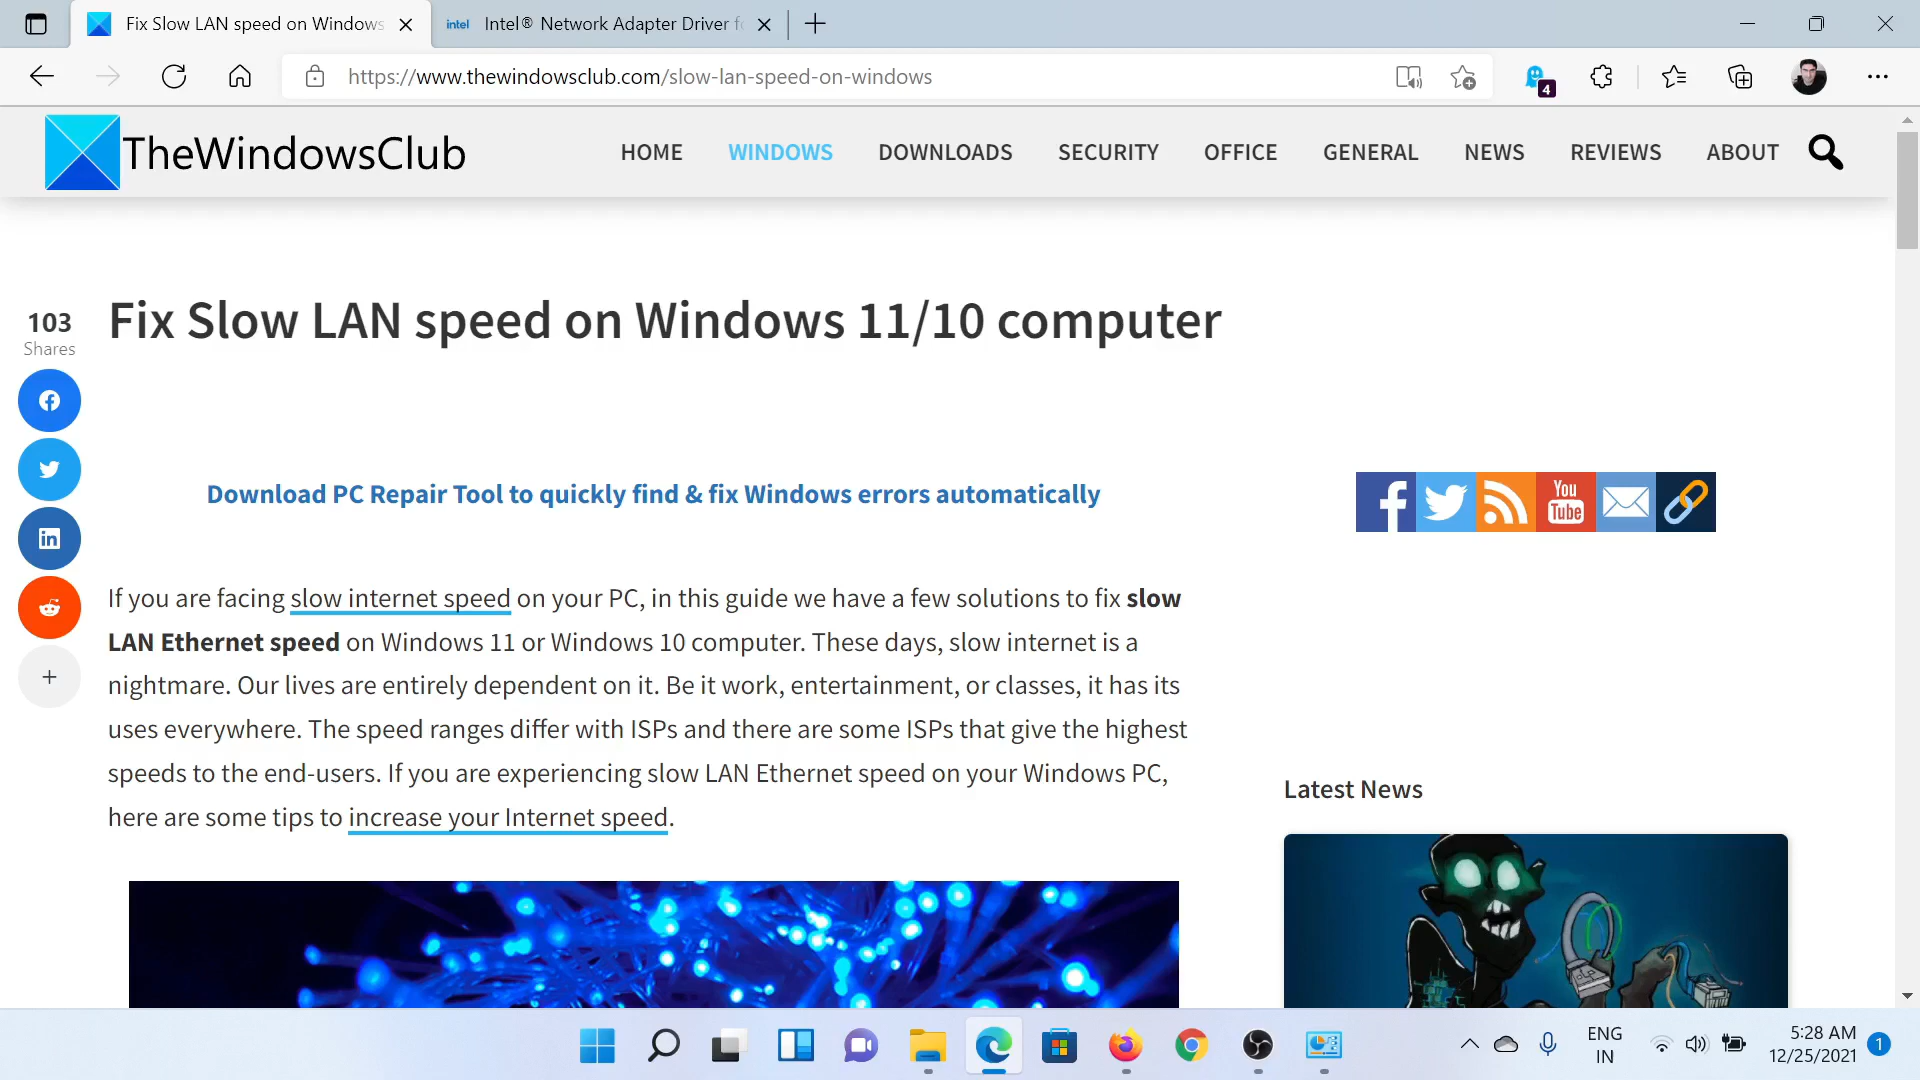 Fix Slow LAN speed on Windows
intel Intel® Network Adapter Driver f
https://www.thewindowsclub.com/slow-lan-speed-on-windows
4
TheWindowsClub
HOME WINDOWS DOWNLOADS SECURITY OFFICE GENERAL NEWS REVIEWS ABOUT
Fix Slow LAN speed on Windows 11/10 computer
103
Shares
Download PC Repair Tool to quickly find & fix Windows errors automatically
You
Tube
If you are facing slow internet speed on your PC, in this guide we have a few solutions to fix slow
LAN Ethernet speed on Windows 11 or Windows 10 computer. These days, slow internet is a
nightmare. Our lives are entirely dependent on it. Be it work, entertainment, or classes, it has its
uses everywhere. The speed ranges differ with ISPs and there are some ISPs that give the highest
speeds to the end-users. If you are experiencing slow LAN Ethernet speed on your Windows PC,
here are some tips to increase your Internet speed.
Latest News
ENG
IN
5:28 AM
12/25/2021
1